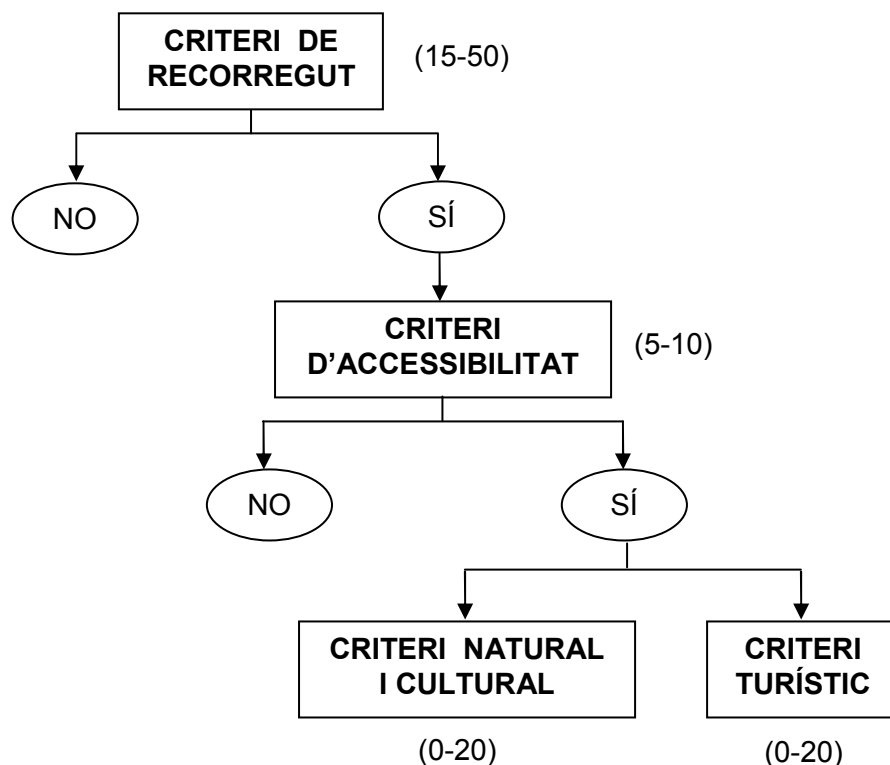 CRITERI DE
RECORREGUT
(15-50)
NO
SÍ
CRITERI
D’ACCESSIBILITAT
(5-10)
NO
SÍ
CRITERI NATURAL
I CULTURAL
(0-20)
CRITERI
TURÍSTIC
(0-20)